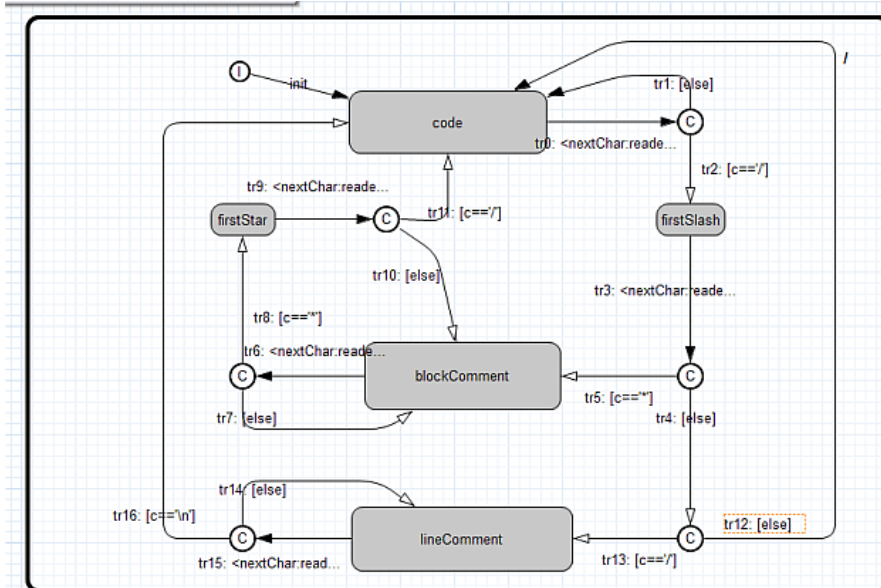 /
I
init
tr1: [else]
code
C
tr0: <nextChar:reade...
tr2: [c=='/']
tr9: <nextChar:reade...
tr11: [c=='/']
firstStar
C
firstSlash
tr10: [else]
tr3: <nextChar:reade...
tr8: [c=='*']
tr6: <nextChar:reade...
C
blockComment
C
tr5: [c=='*']
tr7: [else]
tr4: [else]
tr14: [else]
tr16: [c=='\n']
tr12: [else]
C
lineComment
C
tr15: <nextChar:read...
tr13: [c=='/']